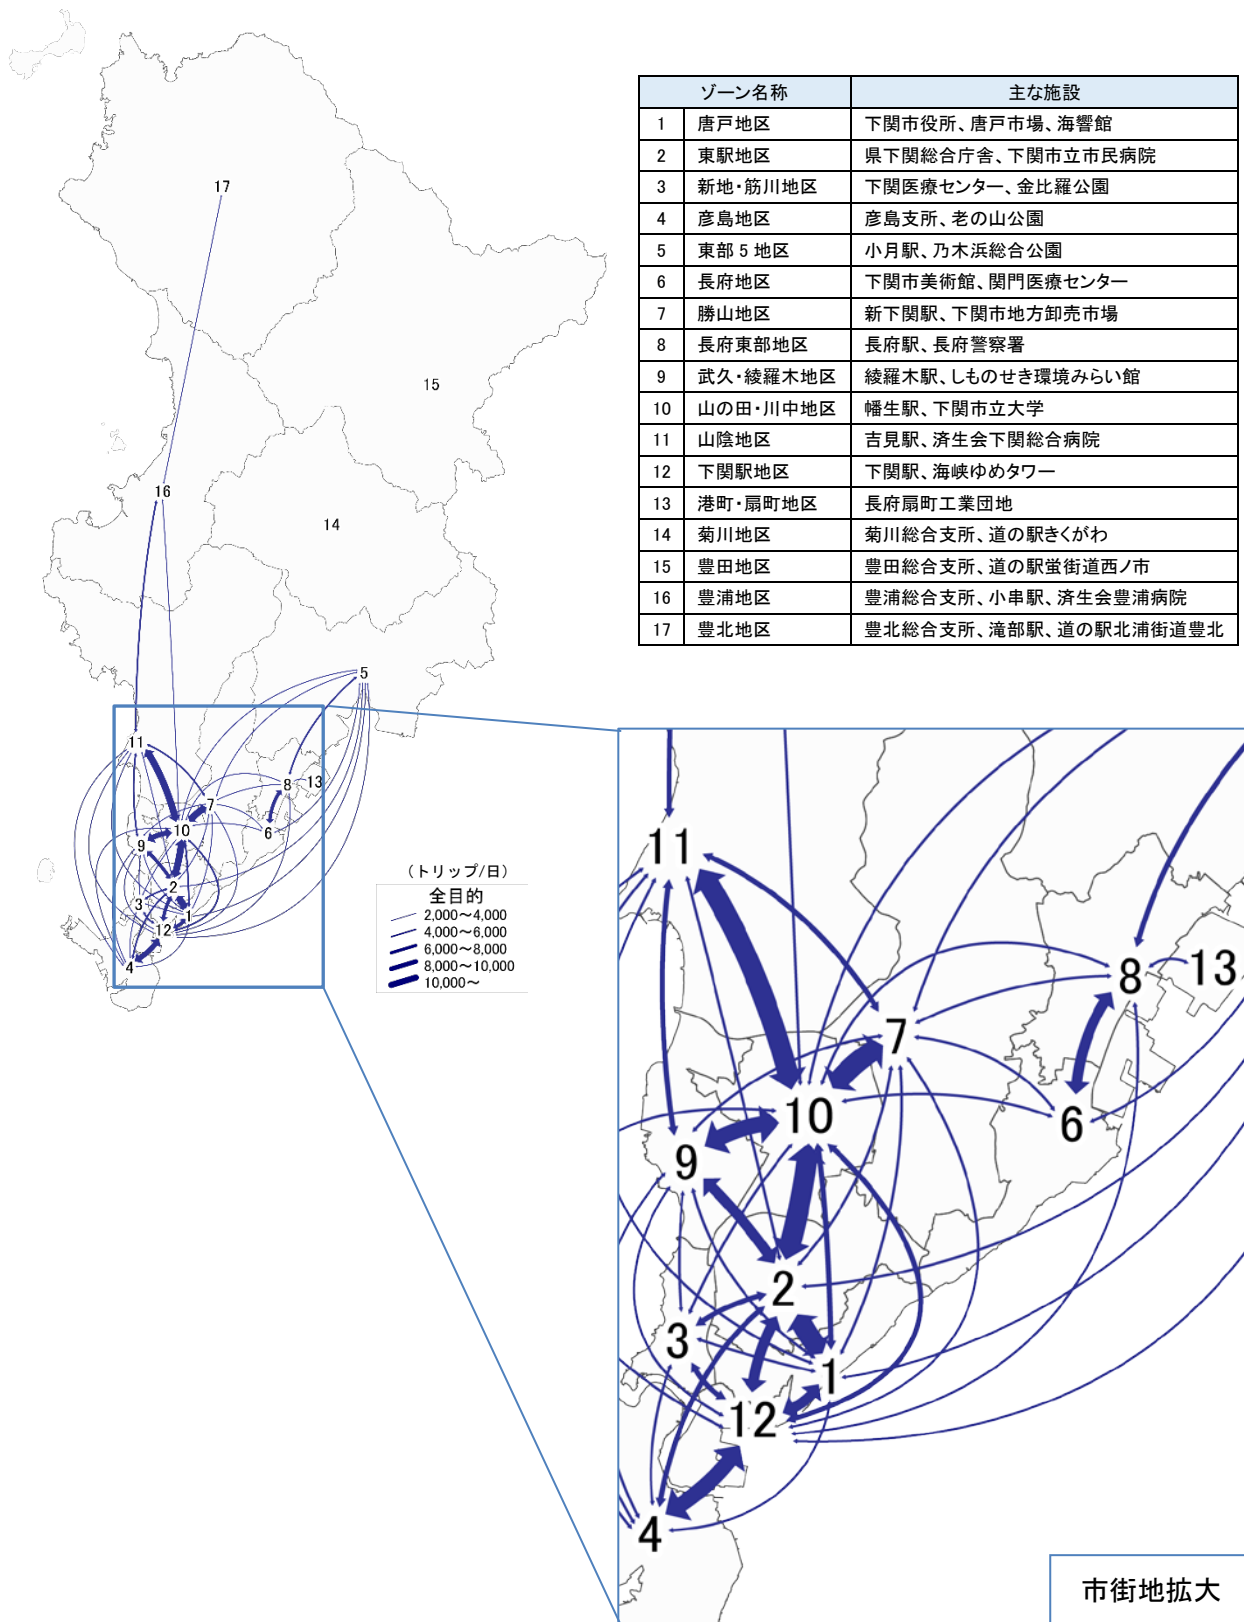 ゾーン名称 主な施設
1 唐戸地区 下関市役所、唐戸市場、海響館
2 東駅地区 県下関総合庁舎、下関市立市民病院
3 新地・筋川地区 下関医療センター、金比羅公園
4 彦島地区 彦島支所、老の山公園
5 東部5地区 小月駅、乃木浜総合公園
6 長府地区 下関市美術館、関門医療センター
7 勝山地区 新下関駅、下関市地方卸売市場
8 長府東部地区 長府駅、長府警察署
9 武久・綾羅木地区 綾羅木駅、しものせき環境みらい館
10 山の田・川中地区 幡生駅、下関市立大学
11 山陰地区 吉見駅、済生会下関総合病院
12 下関駅地区 下関駅、海峡ゆめタワー
13 港町・扇町地区 長府扇町工業団地
14 菊川地区 菊川総合支所、道の駅きくがわ
15 豊田地区 豊田総合支所、道の駅蛍街道西ノ市
16 豊浦地区 豊浦総合支所、小串駅、済生会豊浦病院
17 豊北地区 豊北総合支所、滝部駅、道の駅北浦街道豊北
17
15
16
14
5
11
8
13
7
10
6
9
2
3
1
12
4
(トリップ/日)
全目的
2,000～4,000
4,000～6,000
6,000～8,000
8,000～10,000
10,000～
11
8
13
7
10
6
9
2
3
1
12
4
市街地拡大